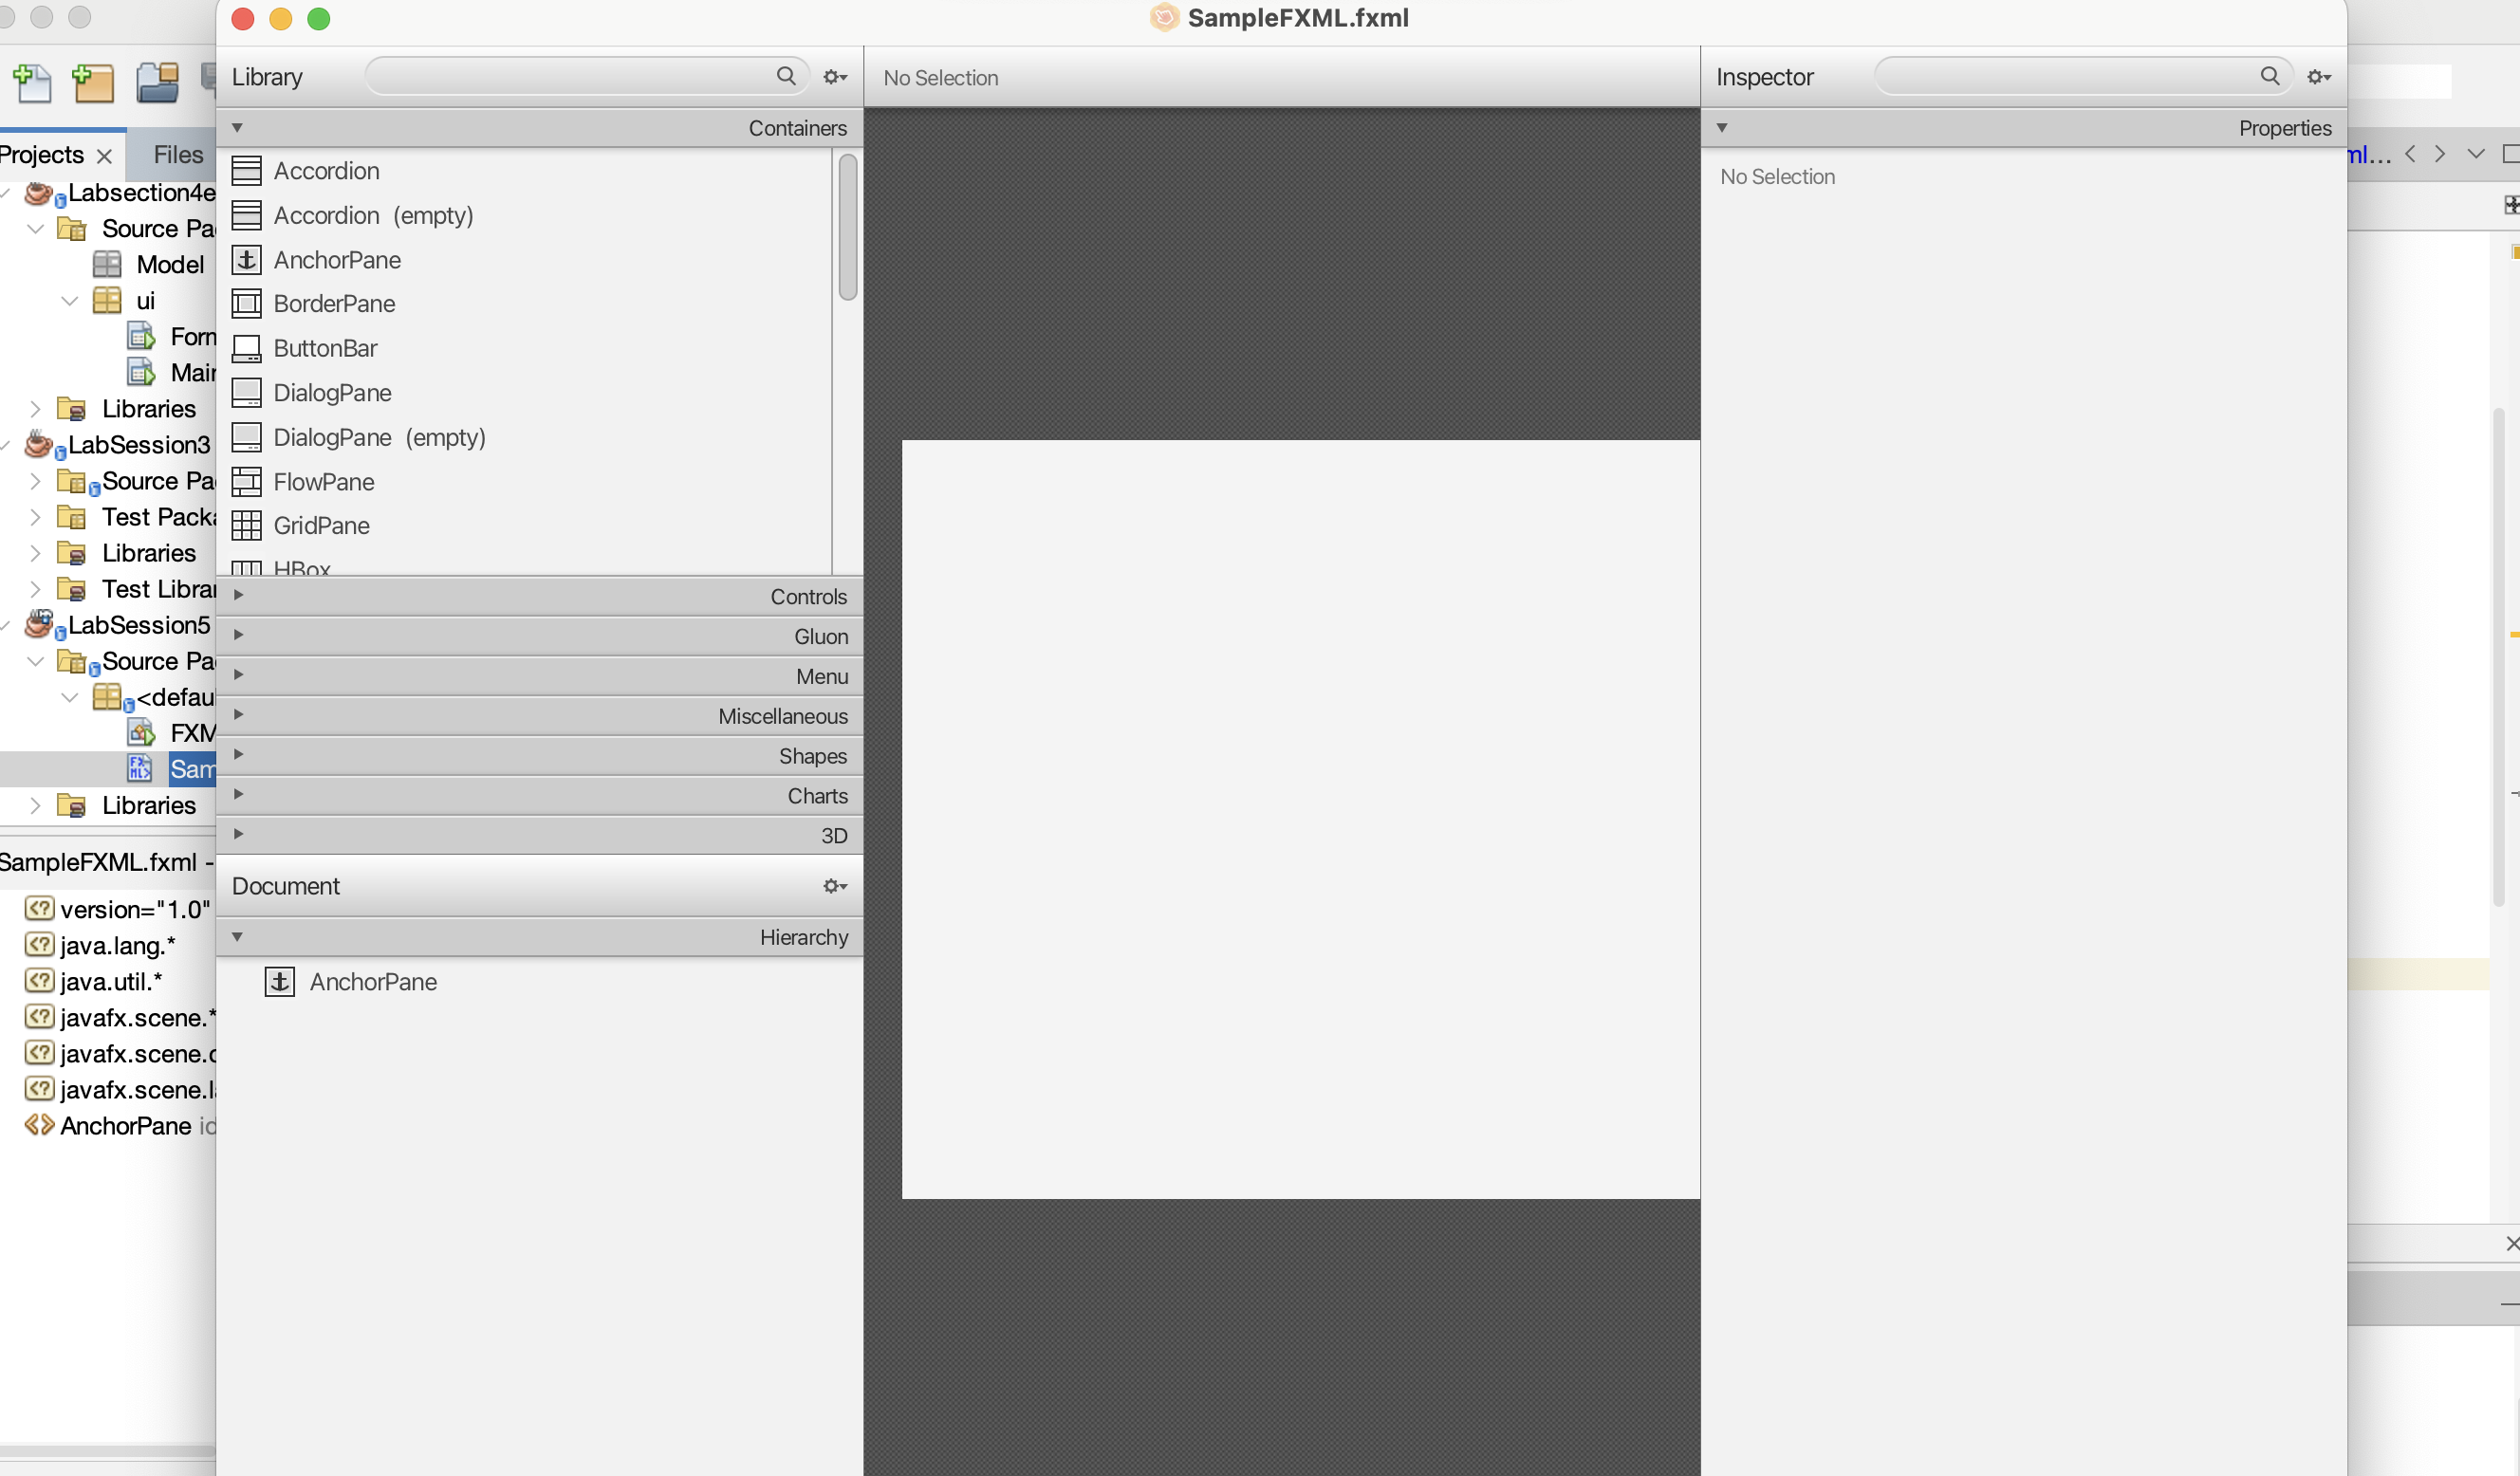 SampleFXML.fxml
Library
No Selection
Inspector
Containers
Properties
Accordion
Accordion (empty)
AnchorPane
BorderPane
ButtonBar
DialogPane
DialogPane (empty)
FlowPane
GridPane
HBox
No Selection
Controls
Gluon
Menu
Miscellaneous
Shapes
Charts
3D
Document
Hierarchy
AnchorPane
Projects
Files
Labsection4e
Source Pa
Model
ui
Libraries
LabSession3
Source Pa
Test Packa
Libraries
Test Librar
LabSession5
Source Pa
<defau
FXM
Sam
Libraries
SampleFXML.fxml -
version="1.0"
java.lang.*
java.util.*
javafx.scene.*
javafx.scene.c
javafx.scene.la
AnchorPane id
ml...